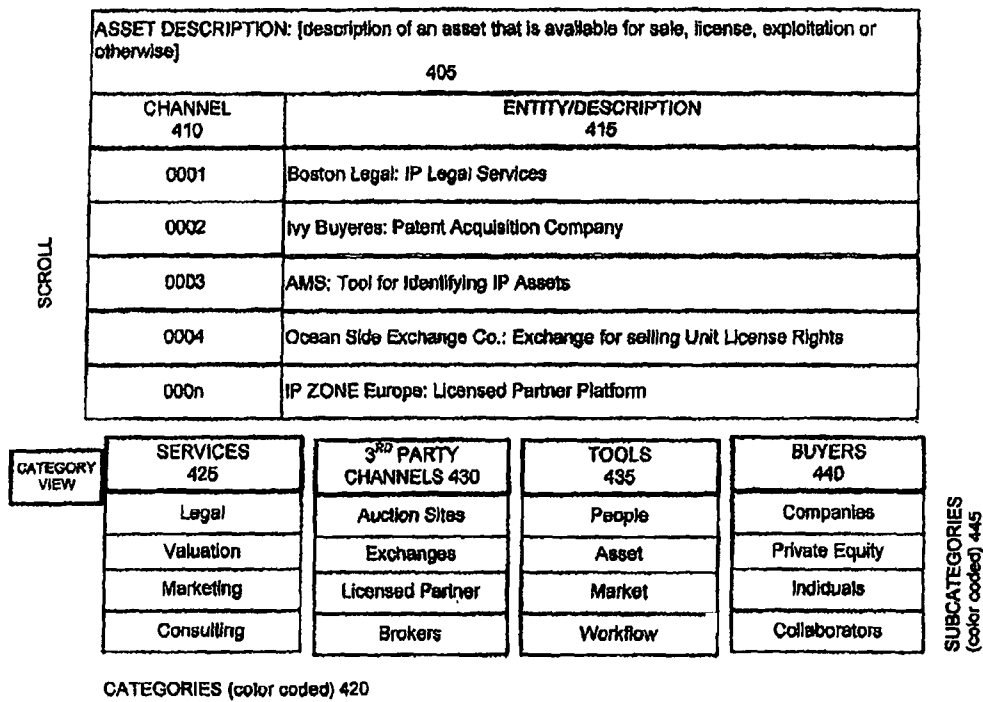 ASSET DESCRIPTION: [description of an asset that is available for sale, license, exploitation or
otherwise]
405
CHANNEL
410
ENTITY/DESCRIPTION
415
0001
Boston Legal: IP Legal Services
0002
Ivy Buyeres: Patent Acquisition Company
0003
AMS: Tool for Identifying IP Assets
0004
Ocean Side Exchange Co.: Exchange for selling Unit License Rights
000n
IP ZONE Europe: Licensed Partner Platform
SCROLL
CATEGORY
VIEW
SERVICES
425
Legal
Valuation
Marketing
Consulting
3RD PARTY
CHANNELS 430
Auction Sites
Exchanges
Licensed Partner
Brokers
TOOLS
435
People
Asset
Market
Workflow
BUYERS
440
Companies
Private Equity
Indiduals
Collaborators
SUBCATEGORIES
(color coded) 445
CATEGORIES (color coded) 420